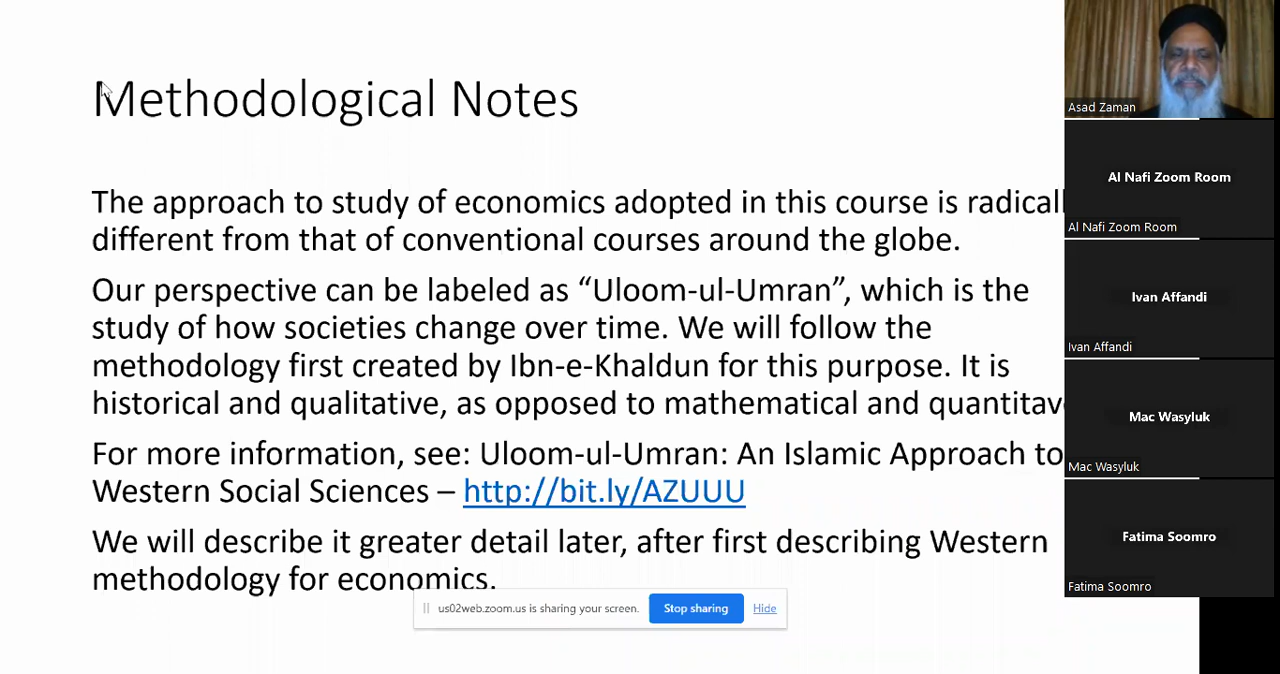 Methodological Notes
The approach to study of economics adopted in this course is radicall
different from that of conventional courses around the globe.
Our perspective can be labeled as “Uloom-ul-Umran”, which is the
study of how societies change over time. We will follow the
methodology first created by Ibn-e-Khaldun for this purpose. It is
historical and qualitative, as opposed to mathematical and quantitav
For more information, see: Uloom-ul-Umran: An Islamic Approach to
Western Social Sciences – http://bit.ly/AZUUU
We will describe it greater detail later, after first describing Western
methodology for economics.
us02web.zoom.us is sharing your screen. Stop sharing Hide
Asad Zaman
Al Nafi Zoom Room
Al Nafi Zoom Room
Ivan Affandi
Ivan Affandi
Mac Wasyluk
Mac Wasyluk
Fatima Soomro
Fatima Soomro